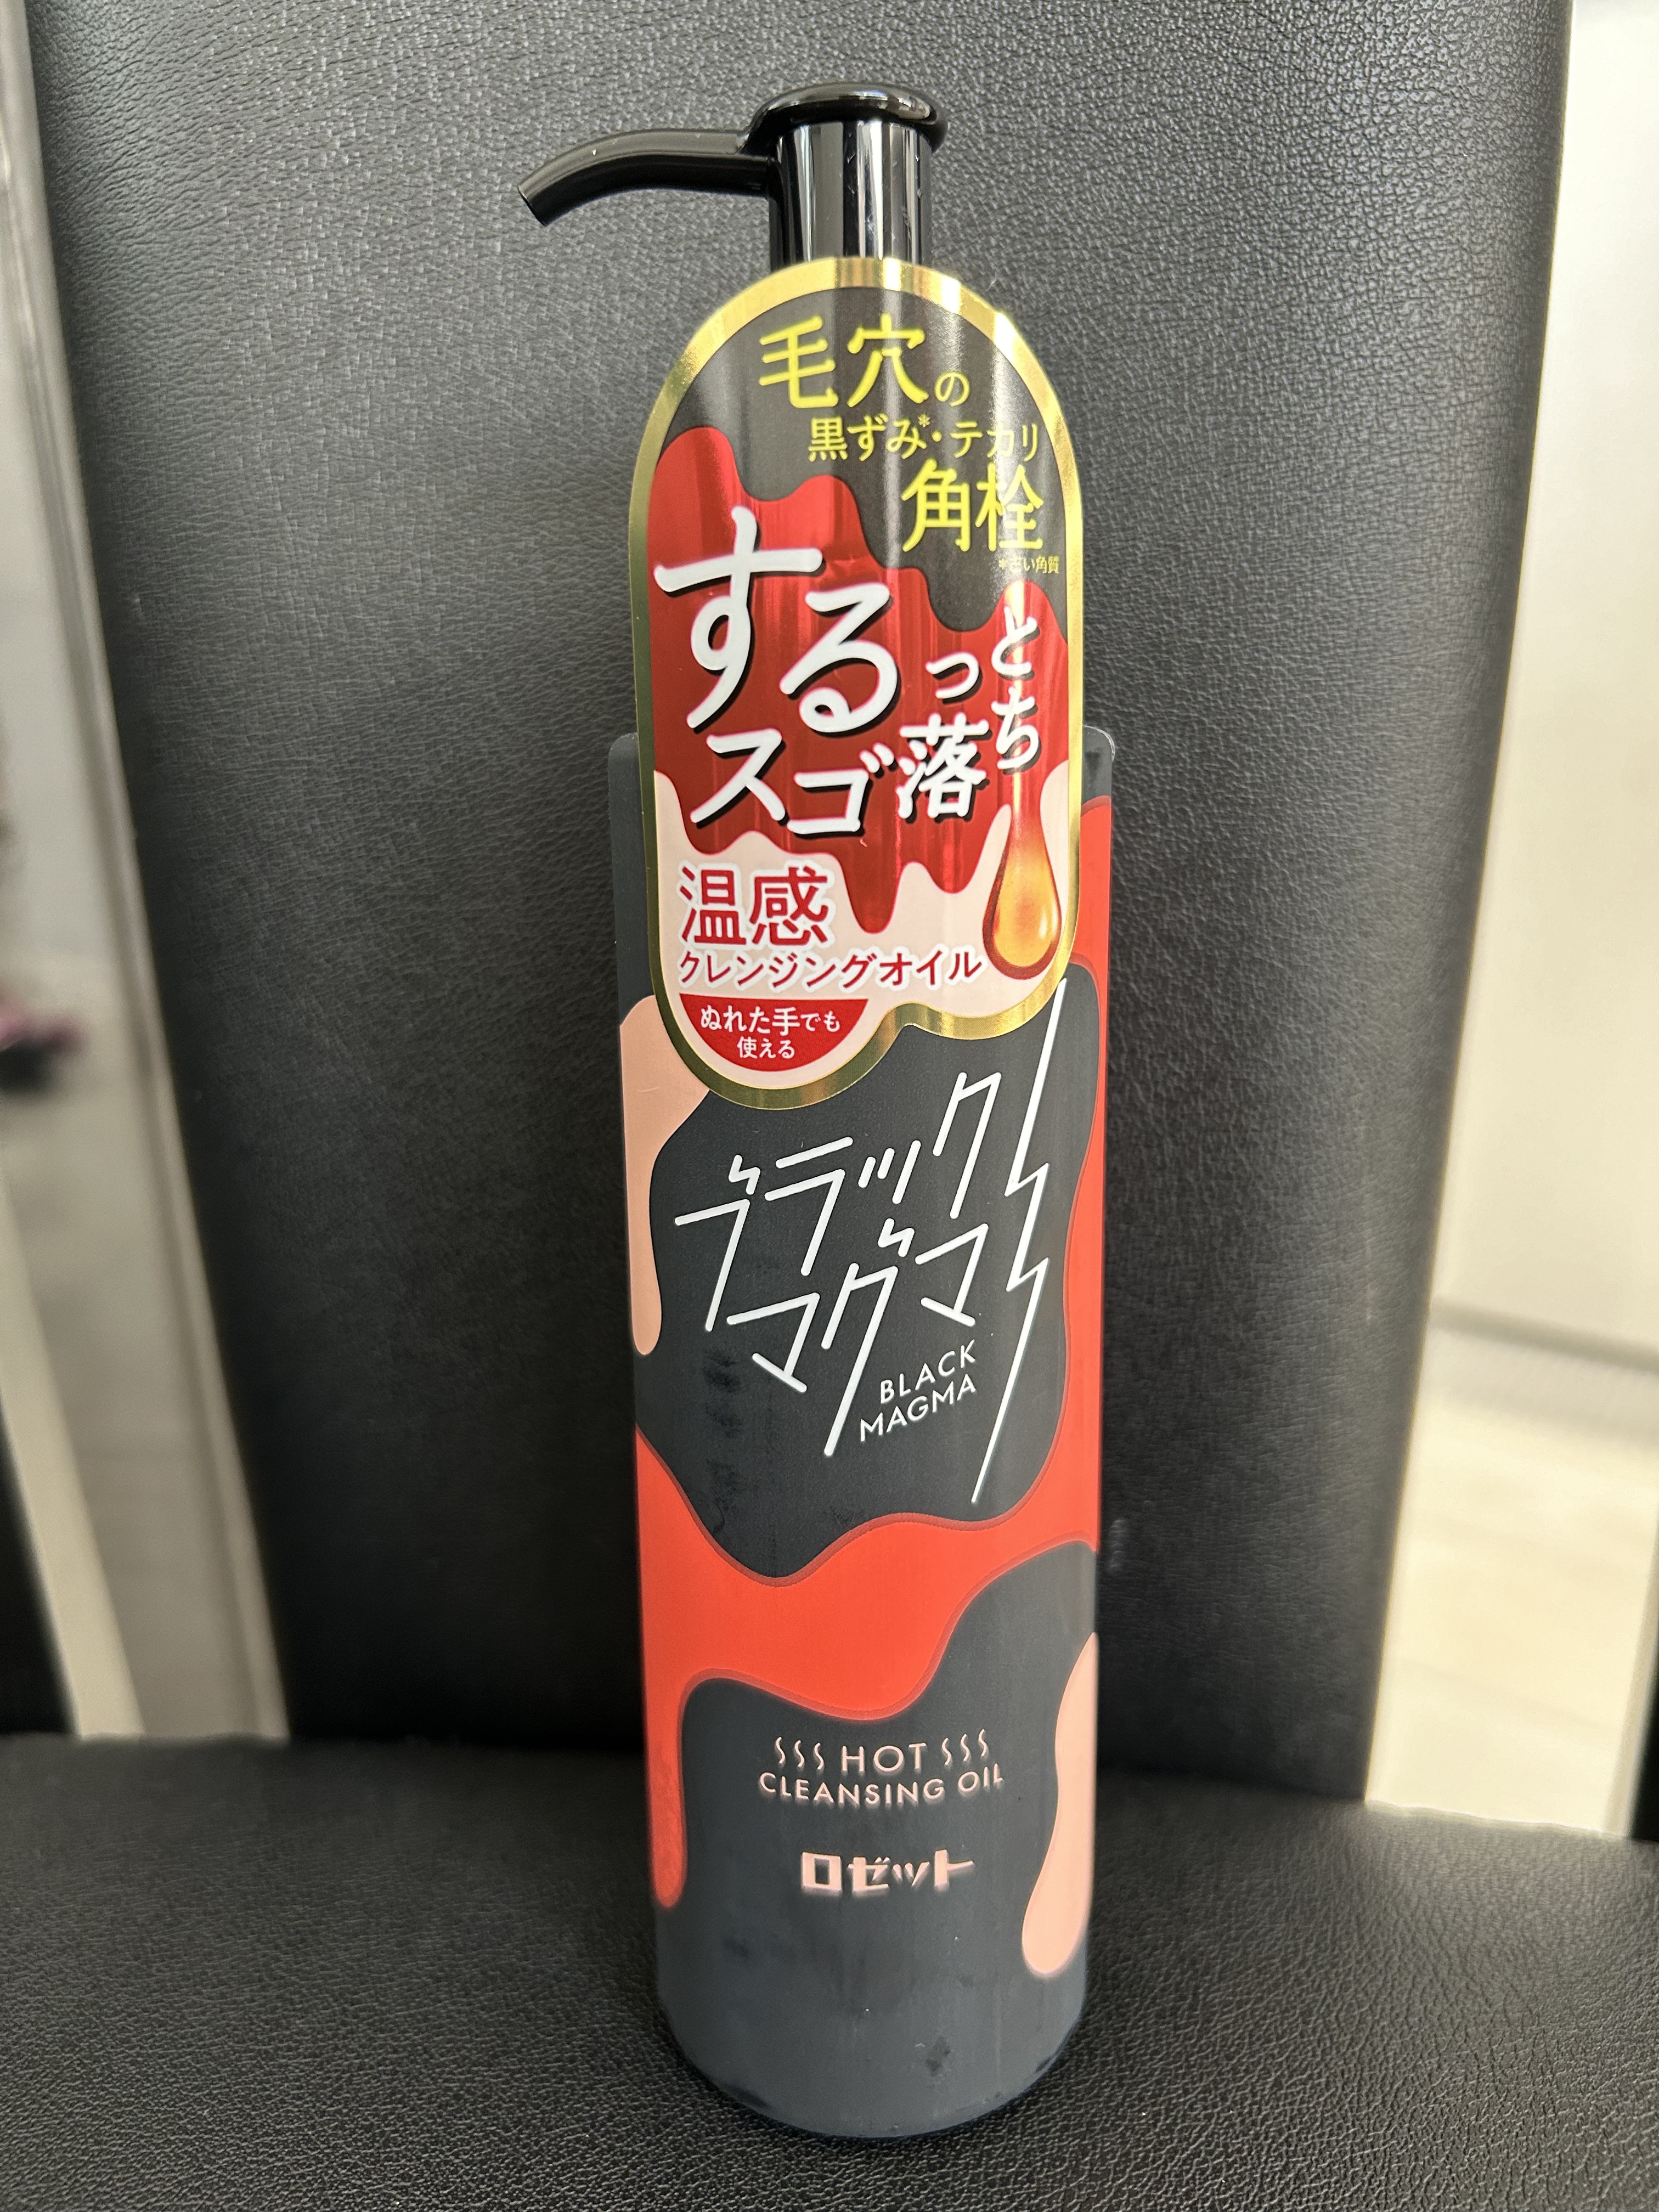 毛穴の
黒ずみ*・テカリ
角栓
*古い角質
するっとち
スゴ落
温感
クレンジングオイル
ぬれた手でも
使える
ブラック
マグマ
BLACK
MAGMA
HOT
CLEANSING OIL
ロゼット